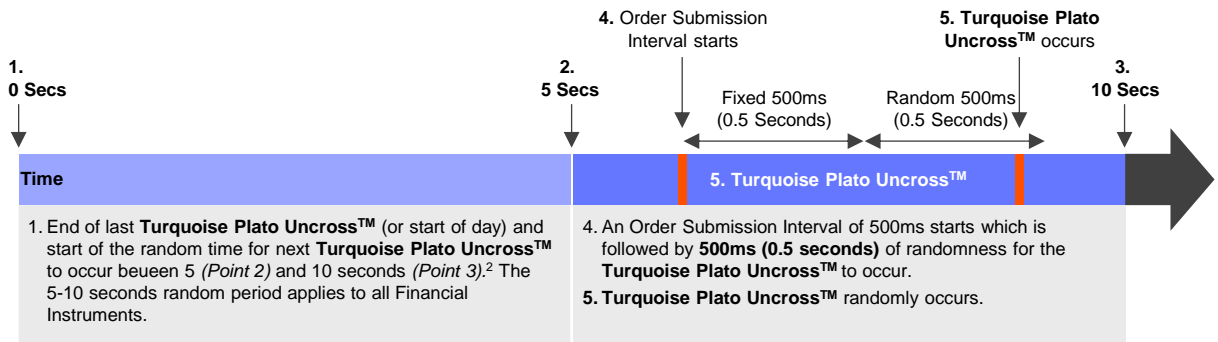 4. Order Submission
Interval starts
5. Turquoise Plato
Uncross™ occurs
1.
0 Secs
2.
5 Secs
3.
10 Secs
Fixed 500ms
(0.5 Seconds)
Random 500ms
(0.5 Seconds)
Time
5. Turquoise Plato Uncross™
1. End of last Turquoise Plato Uncross™ (or start of day) and
start of the random time for next Turquoise Plato Uncross™
to occur beueen 5 (Point 2) and 10 seconds (Point 3).² The
5-10 seconds random period applies to all Financial
Instruments.
4. An Order Submission Interval of 500ms starts which is
followed by 500ms (0.5 seconds) of randomness for the
Turquoise Plato Uncross™ to occur.
5. Turquoise Plato Uncross™ randomly occurs.